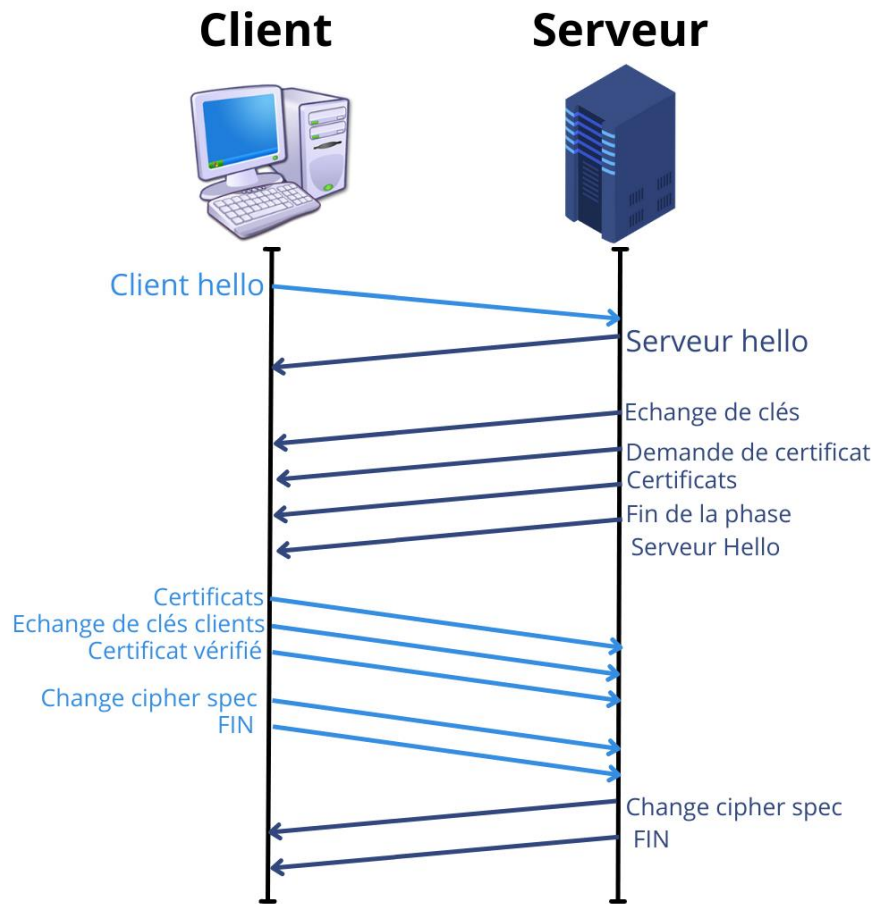 Client
Serveur
Client hello
Serveur hello
Echange de clés
Demande de certificat
Certificats
Fin de la phase
Serveur Hello
Certificats
Echange de clés clients
Certificat vérifié
Change cipher spec
FIN
Change cipher spec
FIN